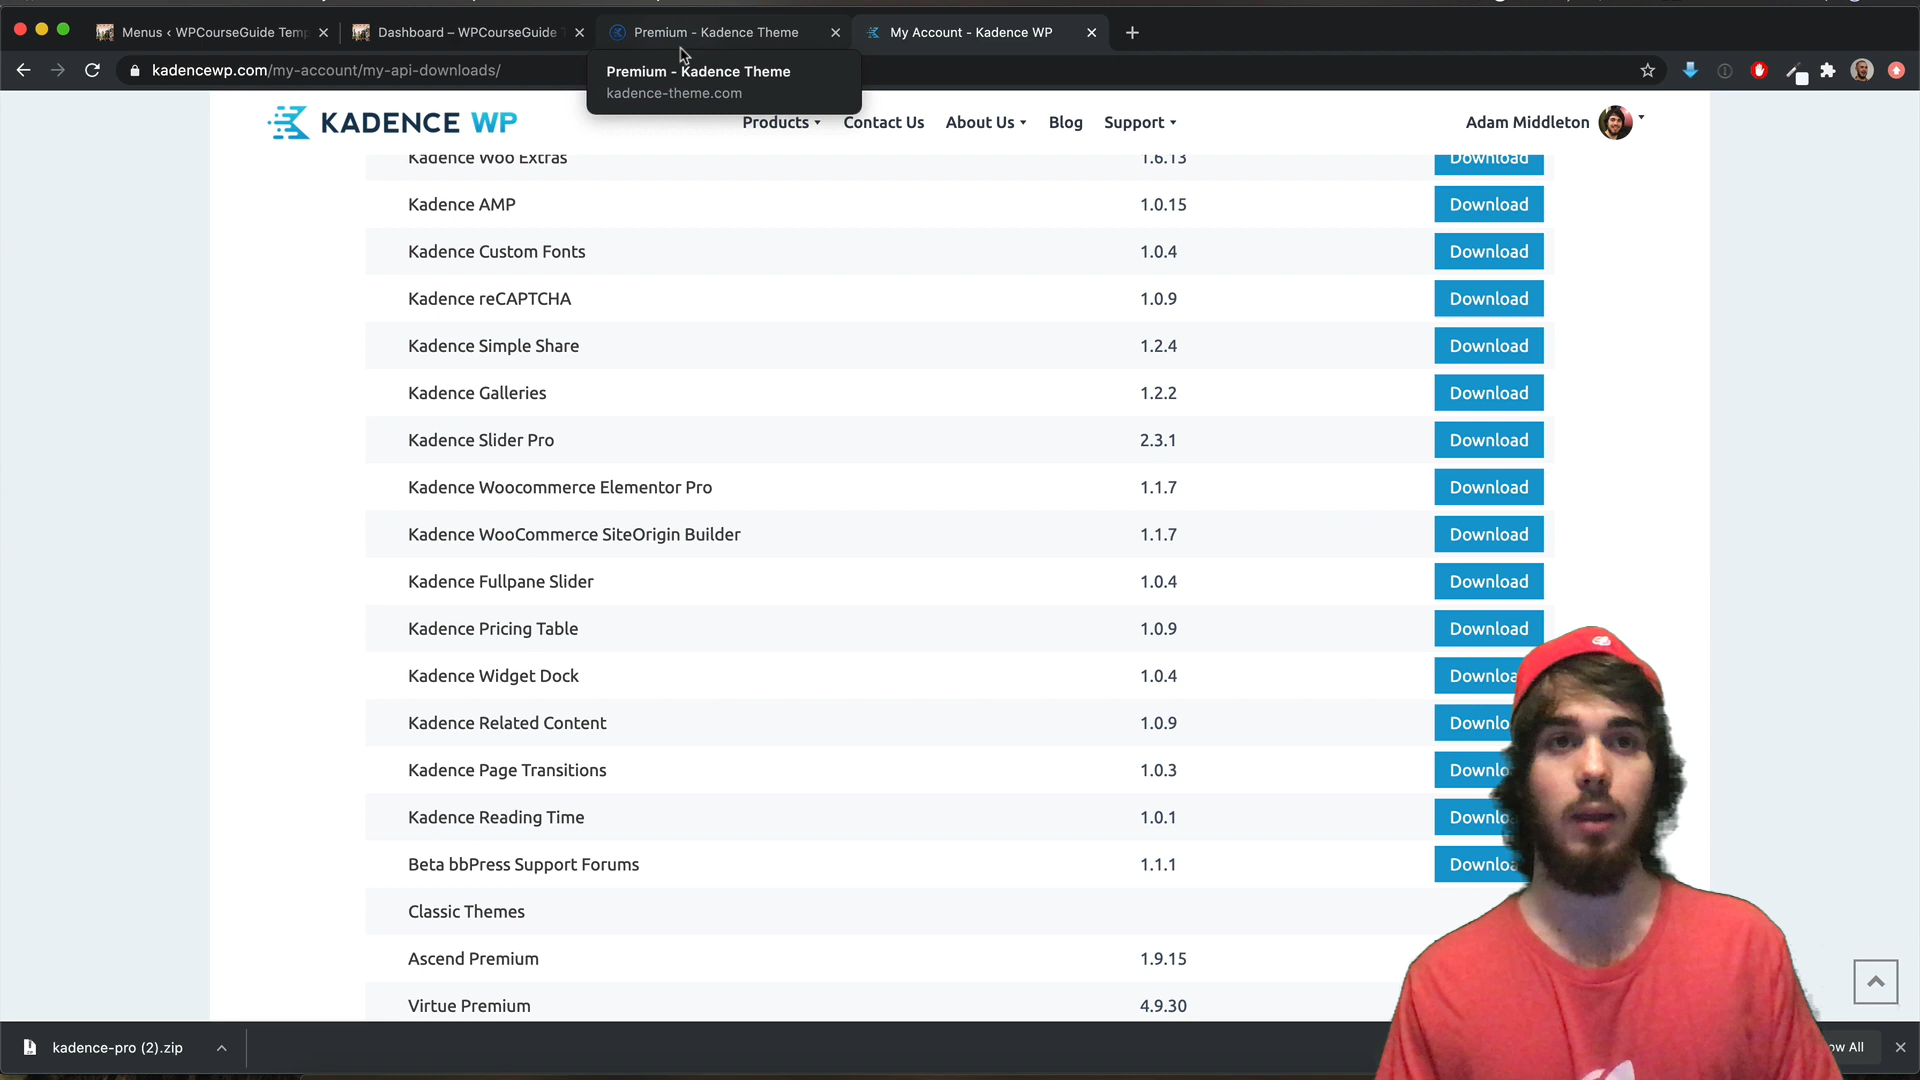 Menus ‹ WPCourseGuide Temp
Dashboard – WPCourseGuide T
Premium - Kadence Theme
My Account - Kadence WP
kadencewp.com/my-account/my-api-downloads/
Premium - Kadence Theme
kadence-theme.com
KADENCE WP
Products
Contact Us
About Us
Blog
Support
Adam Middleton
Kadence Woo Extras 1.6.13 Download
Kadence AMP 1.0.15 Download
Kadence Custom Fonts 1.0.4 Download
Kadence reCAPTCHA 1.0.9 Download
Kadence Simple Share 1.2.4 Download
Kadence Galleries 1.2.2 Download
Kadence Slider Pro 2.3.1 Download
Kadence Woocommerce Elementor Pro 1.1.7 Download
Kadence WooCommerce SiteOrigin Builder 1.1.7 Download
Kadence Fullpane Slider 1.0.4 Download
Kadence Pricing Table 1.0.9 Download
Kadence Widget Dock 1.0.4 Downloa
Kadence Related Content 1.0.9 Downlo
Kadence Page Transitions 1.0.3 Downlo
Kadence Reading Time 1.0.1 Downlo
Beta bbPress Support Forums 1.1.1 Downloa
Classic Themes
Ascend Premium 1.9.15
Virtue Premium 4.9.30
kadence-pro (2).zip
ow All